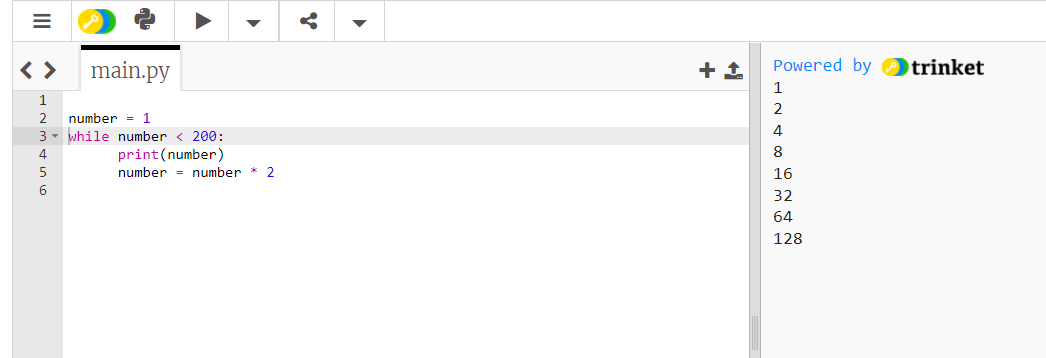 main.py
1
2 number = 1
3 while number < 200:
4 print(number)
5 number = number * 2
6
Powered by trinket
1
2
4
8
16
32
64
128